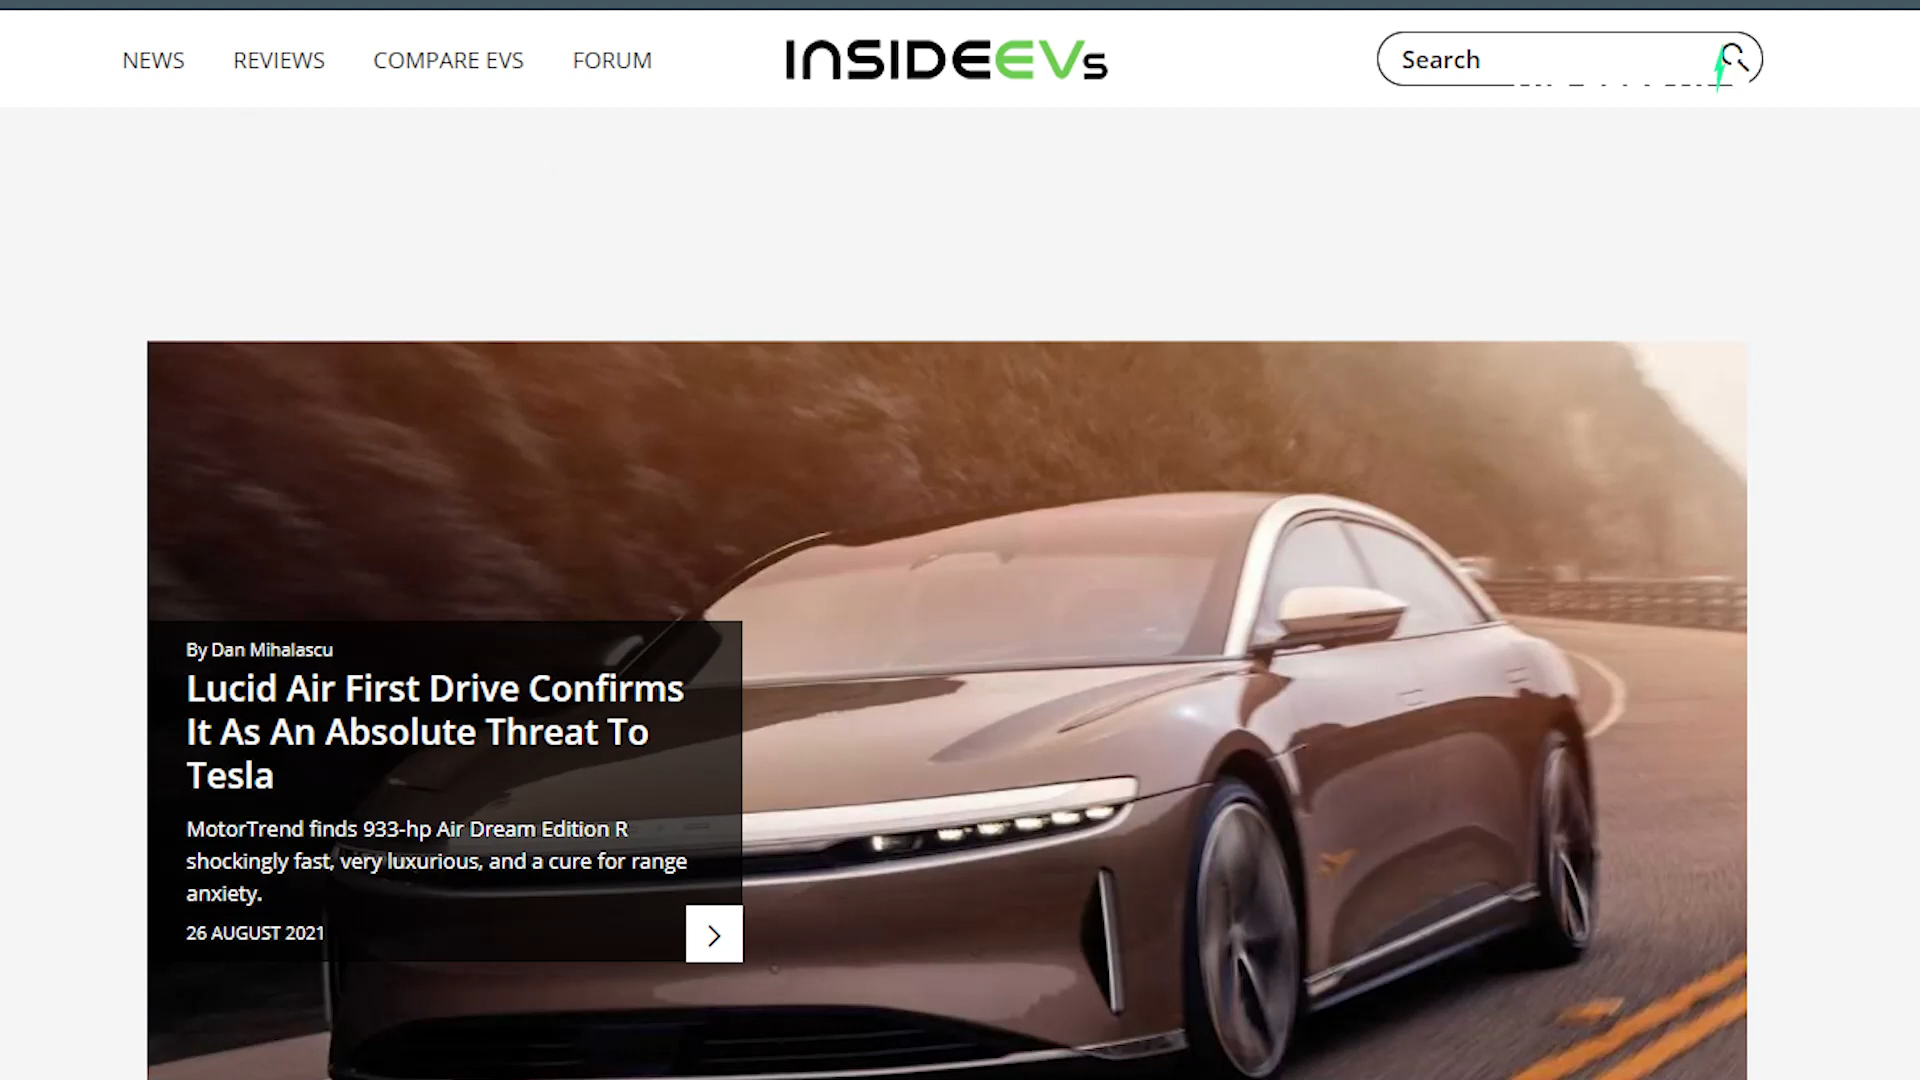 NEWS REVIEWS COMPARE EVS FORUM INSIDEEVs Search
By Dan Mihalascu
Lucid Air First Drive Confirms
It As An Absolute Threat To
Tesla
MotorTrend finds 933-hp Air Dream Edition R
shockingly fast, very luxurious, and a cure for range
anxiety.
26 AUGUST 2021